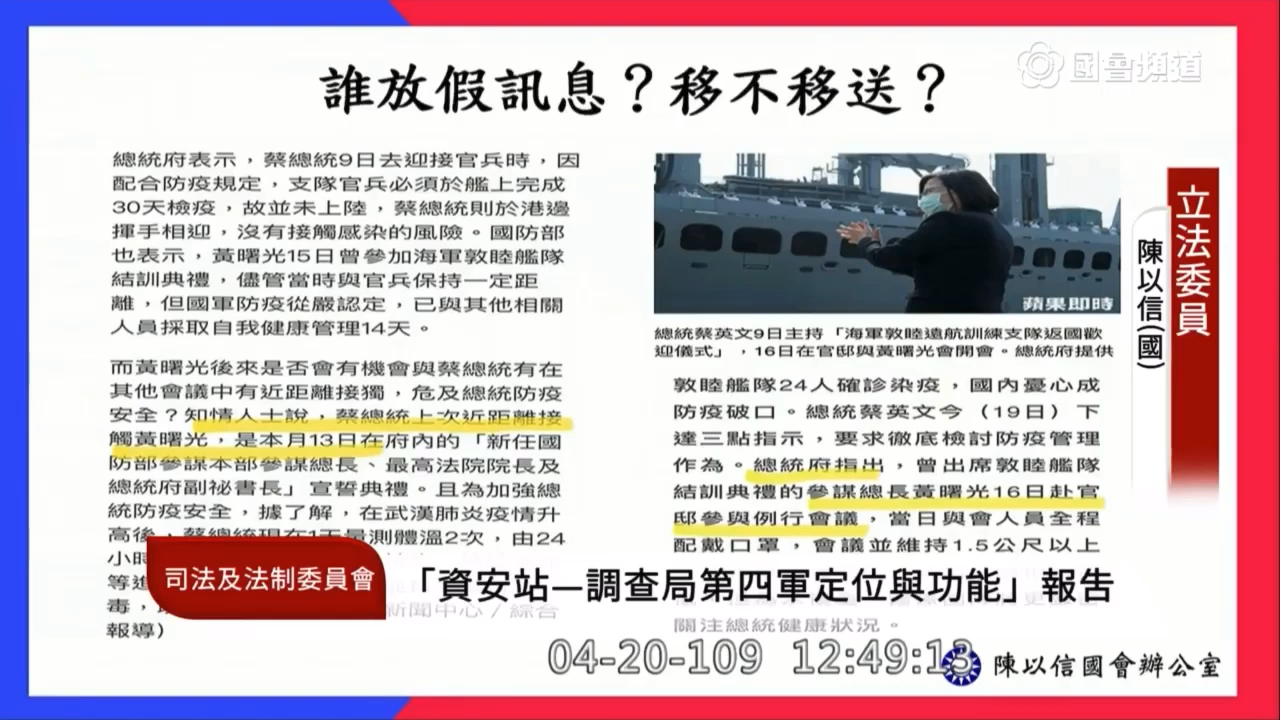 誰放假訊息？移不移送？
國會頻道
總統府表示，蔡總統9日去迎接官兵時，因
配合防疫規定，支隊官兵必須於艦上完成
30天檢疫，故並未上陸，蔡總統則於港邊
揮手相迎，沒有接觸感染的風險。國防部
也表示，黃曙光15日曾參加海軍敦睦艦隊
結訓典禮，儘管當時與官兵保持一定距
離，但國軍防疫從嚴認定，已與其他相關
人員採取自我健康管理14天。
而黃曙光後來是否會有機會與蔡總統有在
其他會議中有近距離接獨，危及總統防疫
安全？知情人士說，蔡總統上次近距離接
觸黃曙光，是本月13日在府內的「新任國
防部參謀本部參謀總長、最高法院院長及
總統府副祕書長」宣誓典禮。且為加強總
統防疫安全，據了解，在武漢肺炎疫情升
高後，蔡總統現在1天量測體溫2次，由24
小時
等進
毒，
新聞中心／綜合
報導）
蘋果即時
總統蔡英文9日主持「海軍敦睦遠航訓練支隊返國歡
迎儀式」，16日在官邸與黃曙光會開會。總統府提供
敦睦艦隊24人確診染疫，國內憂心成
防疫破口。總統蔡英文今（19日）下
達三點指示，要求徹底檢討防疫管理
作為。總統府指出，曾出席敦睦艦隊
結訓典禮的參謀總長黃曙光16日赴官
邸參與例行會議，當日與會人員全程
配戴口罩，會議並維持1.5公尺以上
關注總統健康狀況。
立法委員
陳以信(國)
司法及法制委員會
「資安站—調查局第四軍定位與功能」報告
04-20-109 12:49:13
陳以信國會辦公室